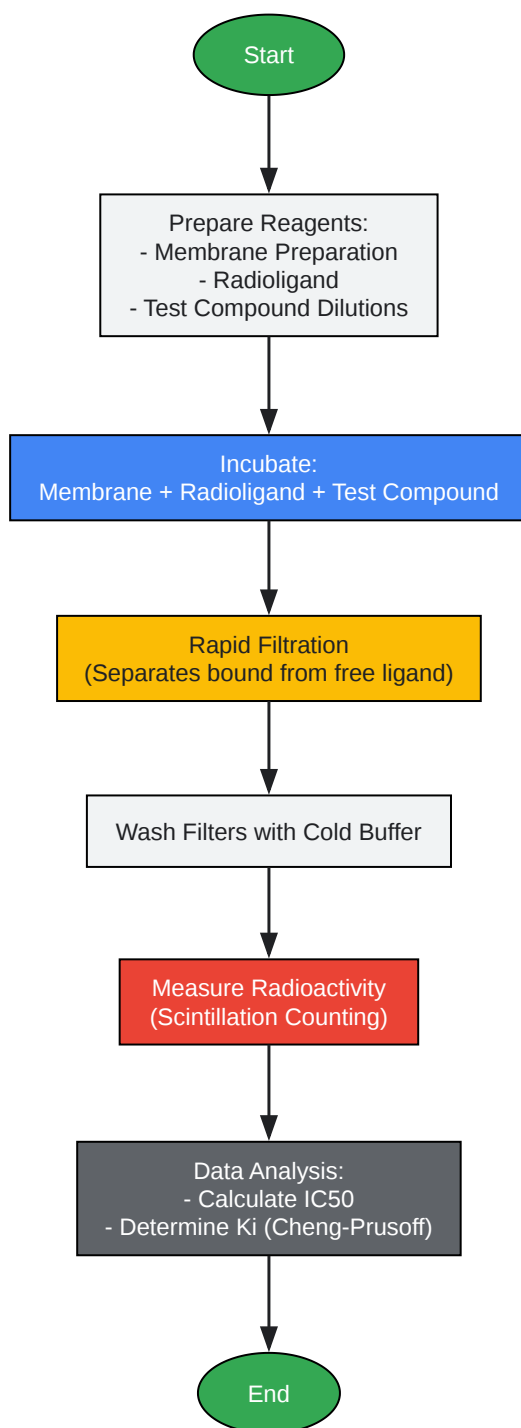 Start
Prepare Reagents:
- Membrane Preparation
- Radioligand
- Test Compound Dilutions
Incubate:
Membrane + Radioligand + Test Compound
Rapid Filtration
(Separates bound from free ligand)
Wash Filters with Cold Buffer
Measure Radioactivity
(Scintillation Counting)
Data Analysis:
- Calculate IC50
- Determine Ki (Cheng-Prusoff)
End